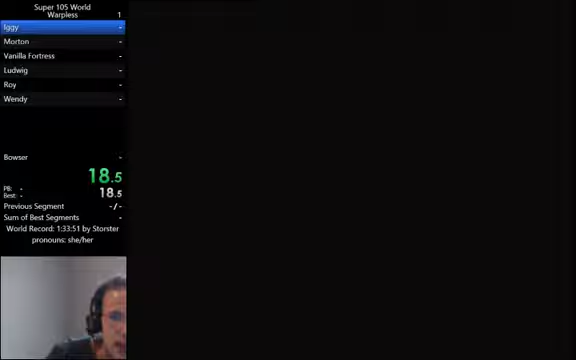 Super 105 World
Warpless 1
Iggy -
Morton -
Vanilla Fortress -
Ludwig -
Roy -
Wendy -
Bowser -
18.5
PB: -
Best: - 18.5
Previous Segment - / -
Sum of Best Segments -
World Record: 1:33:51 by Storster
pronouns: she/her